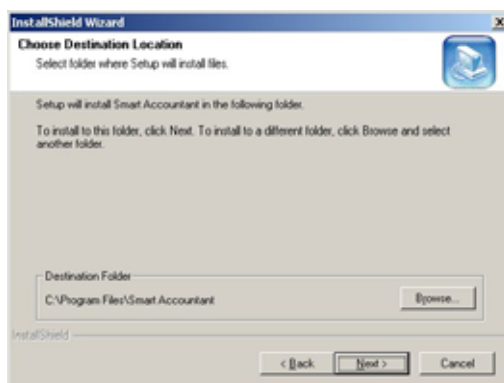 InstallShield Wizard
Choose Destination Location
Select folder where Setup will install files.
Setup will install Smart Accountant in the following folder.
To install to this folder, click Next. To install to a different folder, click Browse and select
another folder.
Destination Folder
C:\Program Files\Smart Accountant
Browse...
InstallShield
< Back
Next >
Cancel